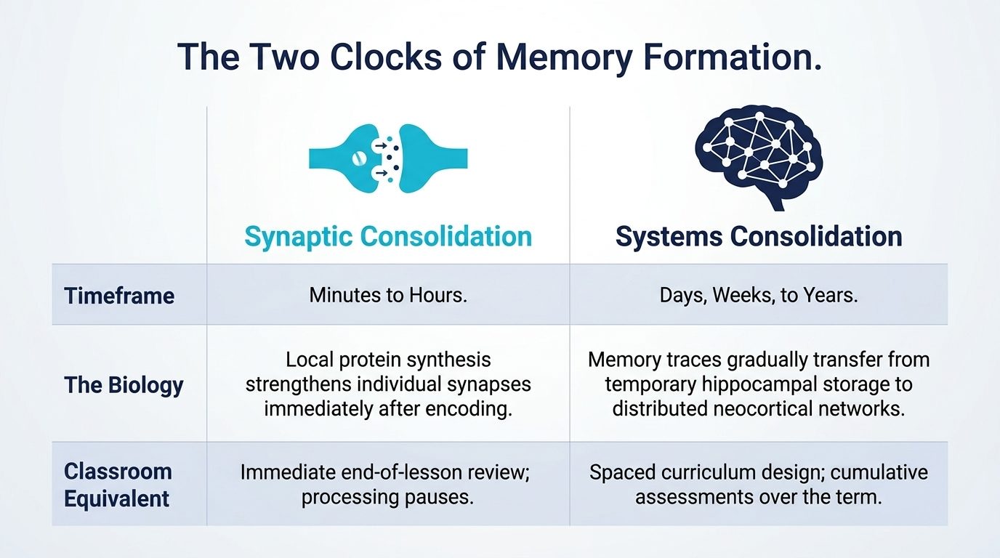 The Two Clocks of Memory Formation.
Synaptic Consolidation
Systems Consolidation
Timeframe
Minutes to Hours.
Days, Weeks, to Years.
The Biology
Local protein synthesis
strengthens individual synapses
immediately after encoding.
Memory traces gradually transfer from
temporary hippocampal storage to
distributed neocortical networks.
Classroom
Equivalent
Immediate end-of-lesson review;
processing pauses.
Spaced curriculum design; cumulative
assessments over the term.